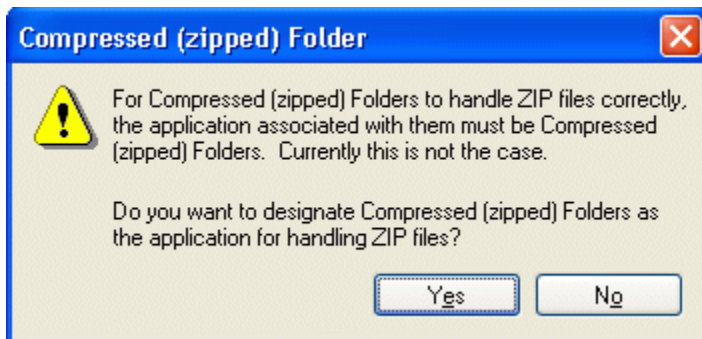 Compressed (zipped) Folder
For Compressed (zipped) Folders to handle ZIP files correctly,
the application associated with them must be Compressed
(zipped) Folders. Currently this is not the case.
Do you want to designate Compressed (zipped) Folders as
the application for handling ZIP files?
Yes
No